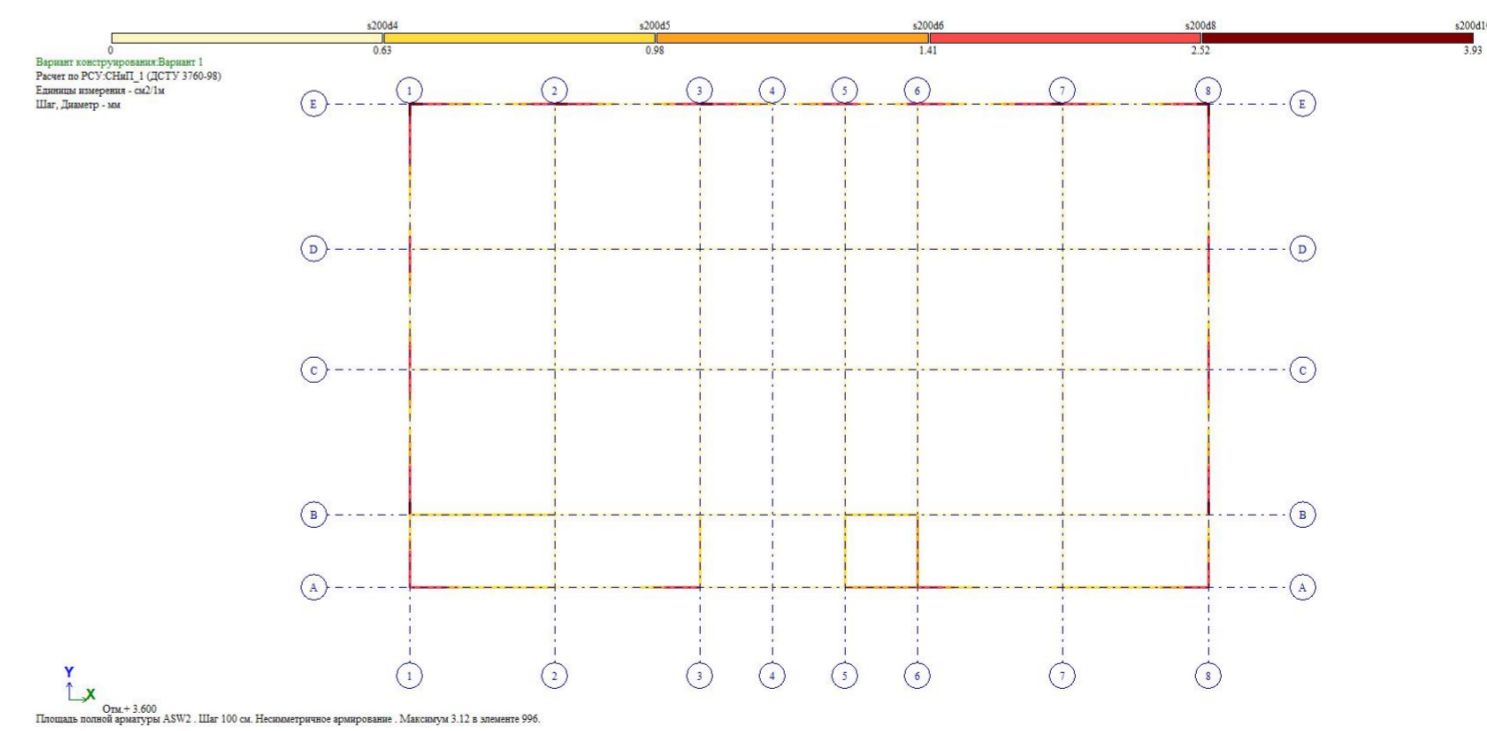 s200d4 s200d5 s200d6 s200d8 s200d1
0 0.63 0.98 1.41 2.52 3.93
Вариант конструирования:Вариант 1
Расчет по РСУ:СНиП_1 (ДСТУ 3760-98)
Единицы измерения - см2/1м
Шаг, Диаметр - мм
1 2 3 4 5 6 7 8
E E
D D
C C
B B
A A
1 2 3 4 5 6 7 8
Y
X
Отм.+ 3.600
Площадь полной арматуры ASW2 . Шаг 100 см. Несимметричное армирование . Максимум 3.12 в элементе 996.